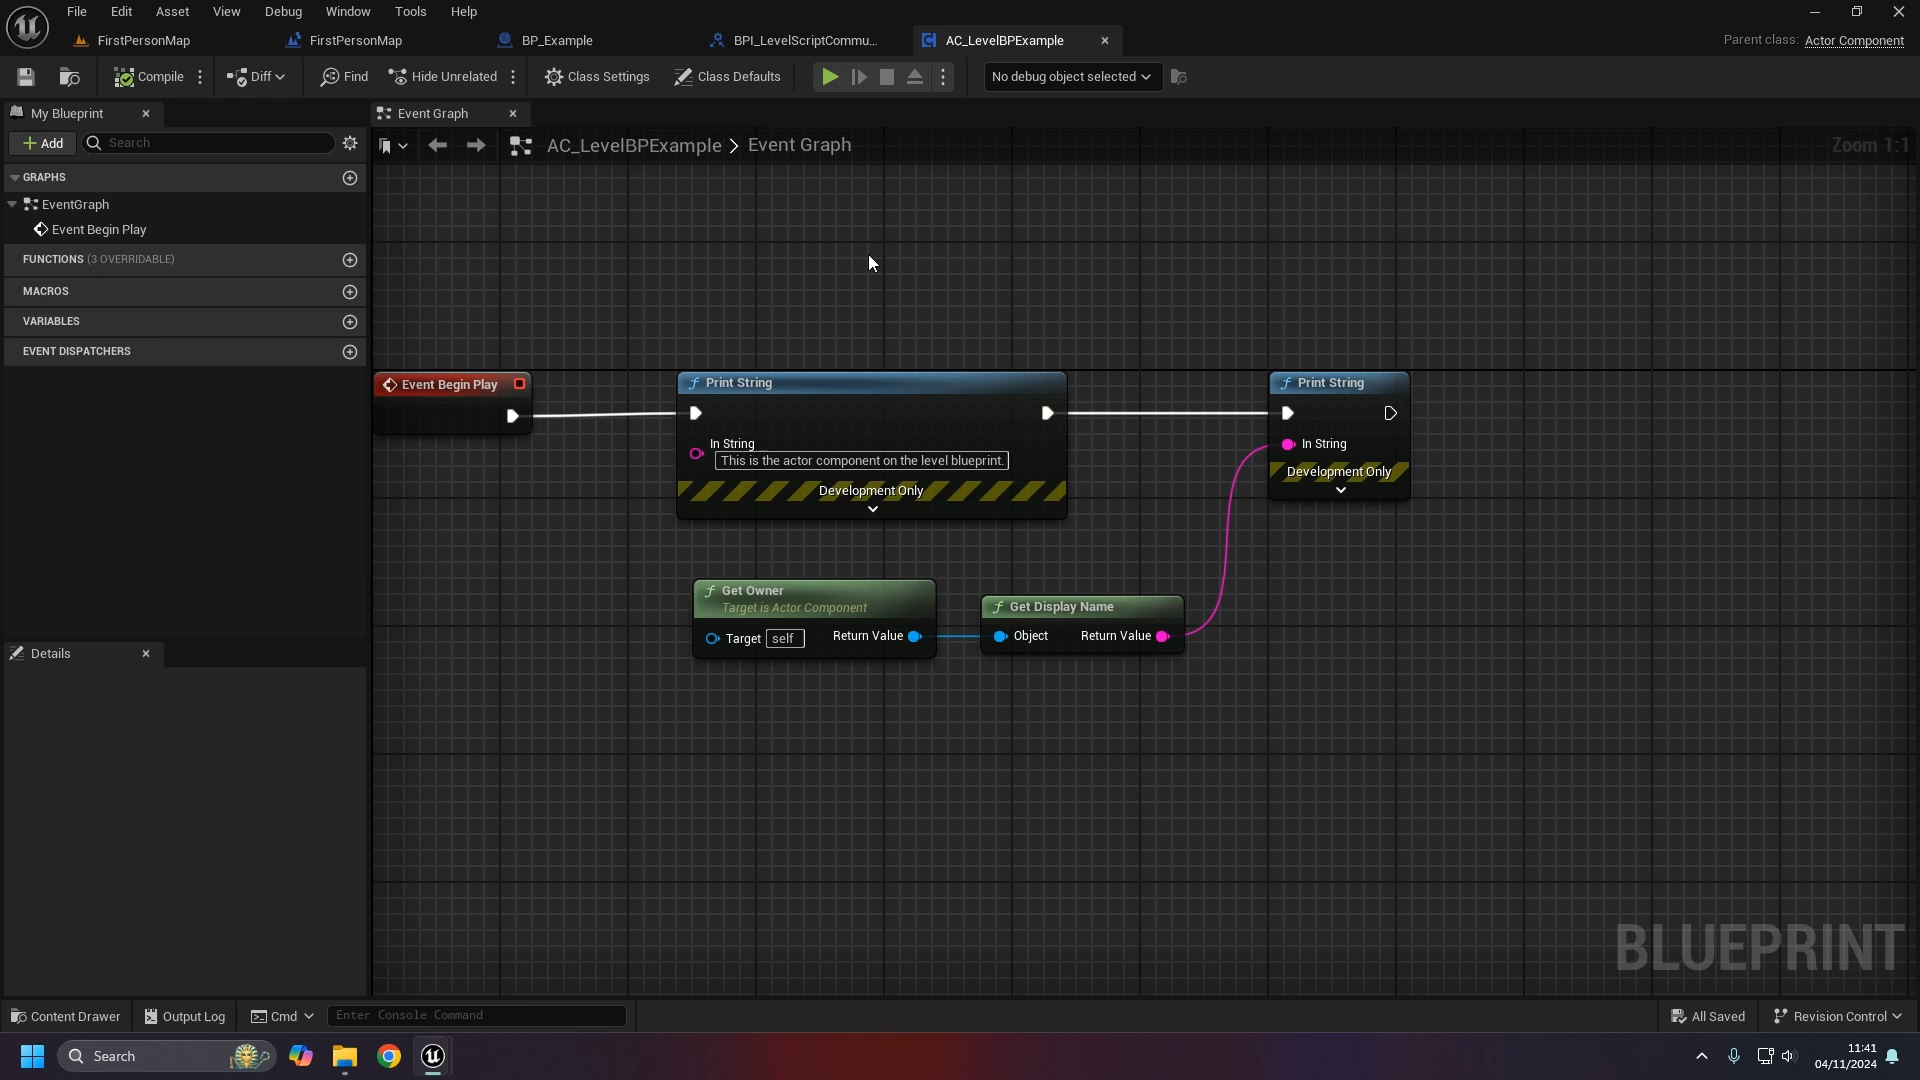 File Edit Asset View Debug Window Tools Help
FirstPersonMap FirstPersonMap BP_Example BPI_LevelScriptCommu... AC_LevelBPExample Parent class: Actor Component
Compile Diff Find Hide Unrelated Class Settings Class Defaults No debug object selected
My Blueprint Event Graph
Add Search AC_LevelBPExample > Event Graph Zoom 1:1
GRAPHS
EventGraph
Event Begin Play
FUNCTIONS (3 OVERRIDABLE)
MACROS
VARIABLES
EVENT DISPATCHERS
Event Begin Play Print String Print String
In String In String
This is the actor component on the level blueprint.
Development Only
Development Only
Get Owner
Target is Actor Component
Get Display Name
Target self Return Value Object Return Value
Details
BLUEPRINT
Content Drawer Output Log Cmd Enter Console Command All Saved Revision Control
Search 11:41
04/11/2024